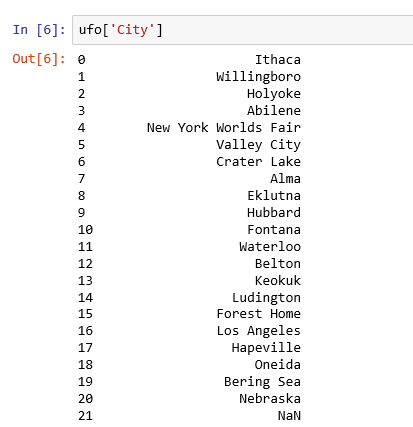 In [6]: ufo['City']
Out[6]: 0 Ithaca
1 Willingboro
2 Holyoke
3 Abilene
4 New York Worlds Fair
5 Valley City
6 Crater Lake
7 Alma
8 Eklutna
9 Hubbard
10 Fontana
11 Waterloo
12 Belton
13 Keokuk
14 Ludington
15 Forest Home
16 Los Angeles
17 Hapeville
18 Oneida
19 Bering Sea
20 Nebraska
21 NaN